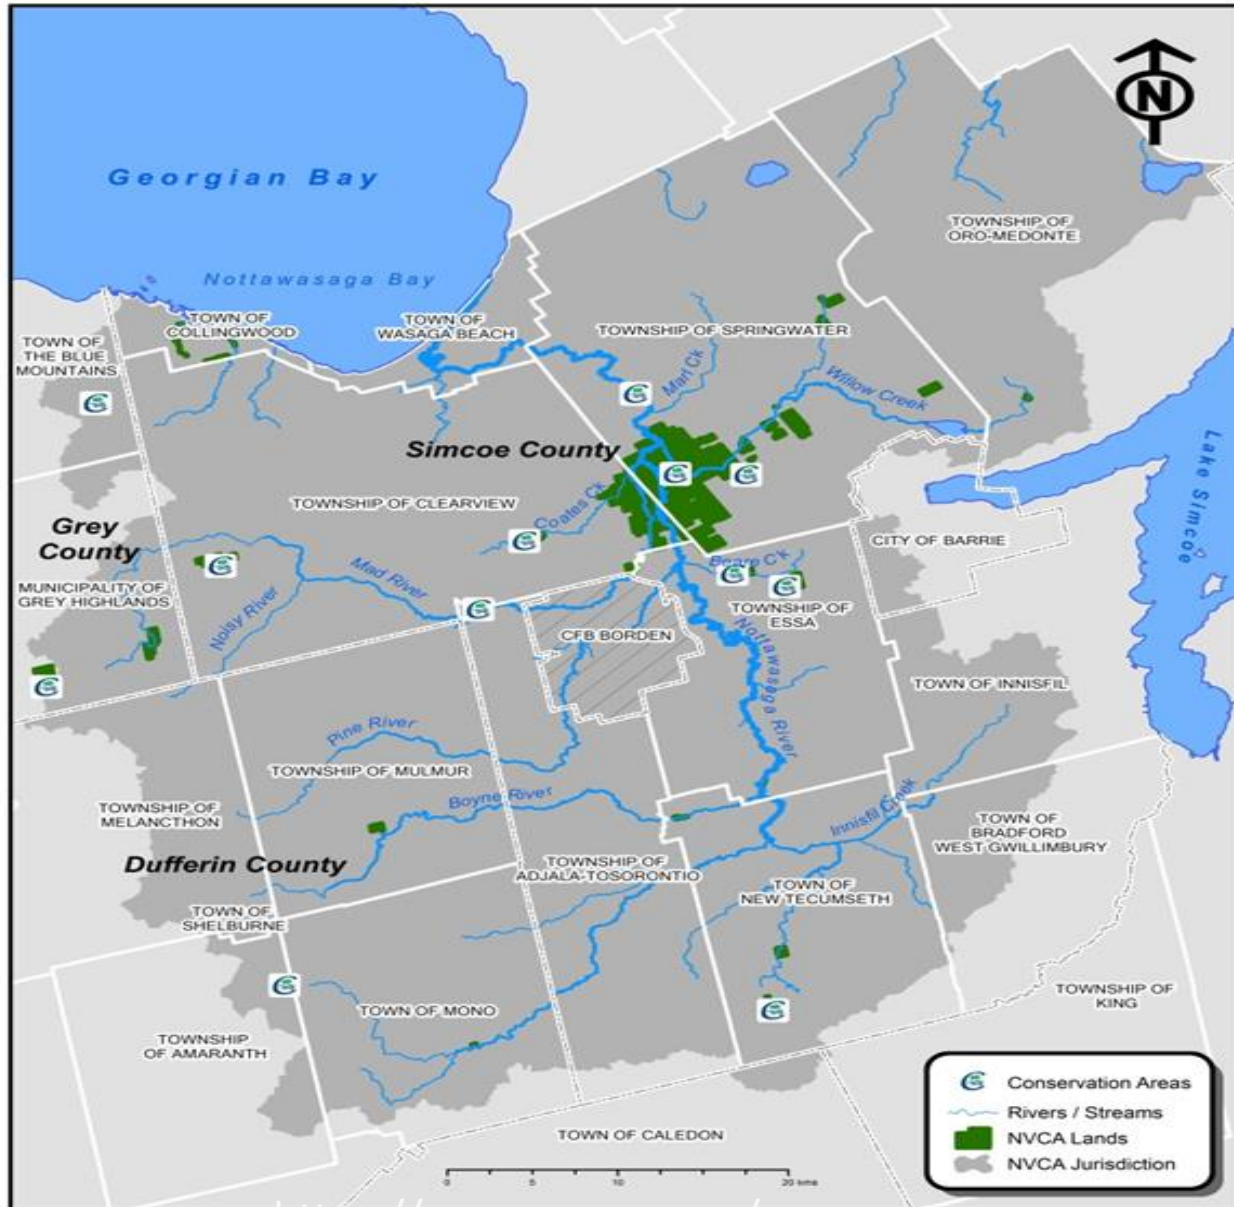 N
Georgian Bay
TOWNSHIP OF
ORO-MEDONTE
Nottawasaga Bay
TOWN OF
COLLINGWOOD
TOWN OF
WASAGA BEACH
TOWNSHIP OF SPRINGWATER
TOWN OF
THE BLUE
MOUNTAINS
Marl Ck
Willow Creek
Simcoe County
Lake Simcoe
TOWNSHIP OF CLEARVIEW
Coates Ck
Grey
County
CITY OF BARRIE
Bears Ck
MUNICIPALITY OF
GREY HIGHLANDS
Mad River
Noisy River
TOWNSHIP OF
ESSA
CFB BORDEN
Nottawasaga River
TOWN OF INNISFIL
Pine River
TOWNSHIP OF MULMUR
Boyne River
TOWNSHIP OF
MELANCTHON
Innisfil Creek
TOWN OF
BRADFORD
WEST GWILLIMBURY
Dufferin County
TOWNSHIP OF
ADJALA-TOSORONTIO
TOWN OF
NEW TECUMSETH
TOWN OF
SHELBURNE
TOWN OF MONO
TOWNSHIP OF
KING
TOWNSHIP
OF AMARANTH
TOWN OF CALEDON
0 5 10 20 kms
Conservation Areas
Rivers / Streams
NVCA Lands
NVCA Jurisdiction